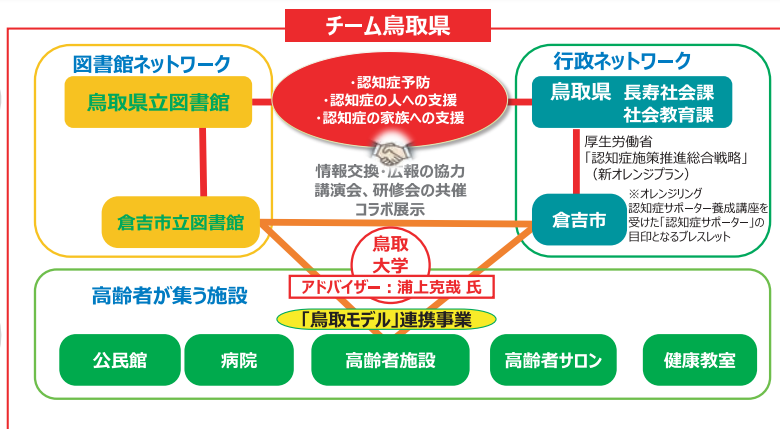 チーム鳥取県
図書館ネットワーク
鳥取県立図書館
倉吉市立図書館
・認知症予防
・認知症の人への支援
・認知症の家族への支援
情報交換・広報の協力
講演会、研修会の共催
コラボ展示
行政ネットワーク
鳥取県 長寿社会課
社会教育課
厚生労働省
「認知症施策推進総合戦略」
(新オレンジプラン)
倉吉市
※オレンジリング
認知症サポーター養成講座を
受けた「認知症サポーター」の
目印となるブレスレット
鳥取
大学
アドバイザー:浦上克哉 氏
高齢者が集う施設
「鳥取モデル」連携事業
公民館
病院
高齢者施設
高齢者サロン
健康教室